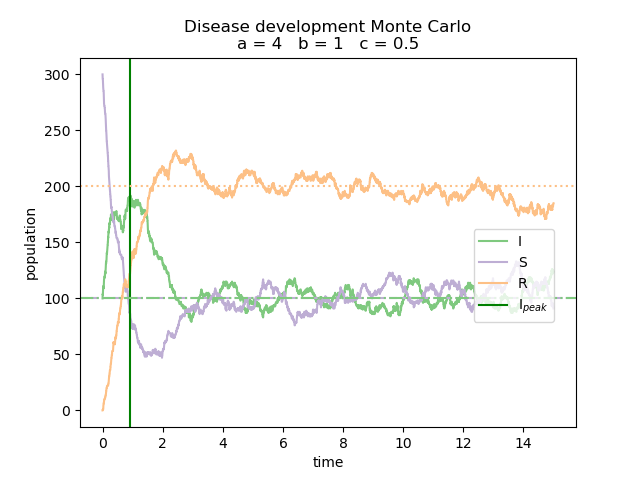 Disease development Monte Carlo
a = 4 b = 1 c = 0.5
300
250
200
150
100
50
0
population
I
S
R
I_peak
0 2 4 6 8 10 12 14
time